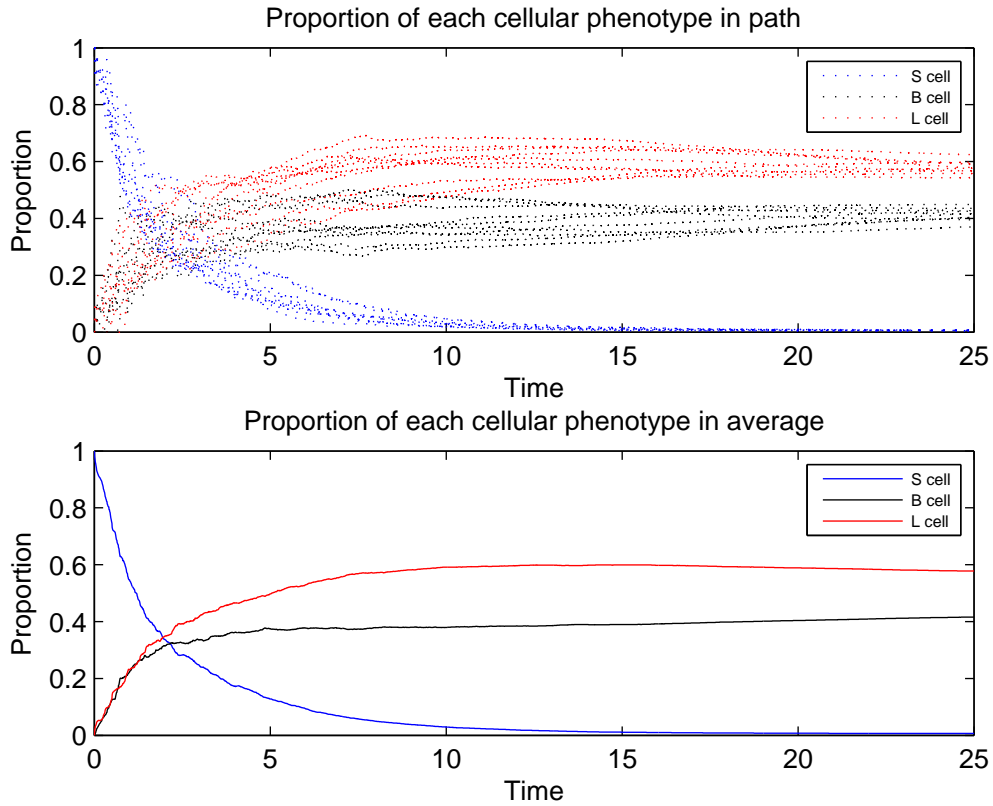 Proportion of each cellular phenotype in path
1
0.8
0.6
0.4
0.2
0
Proportion
S cell
B cell
L cell
0 5 10 15 20 25
Time
Proportion of each cellular phenotype in average
1
0.8
0.6
0.4
0.2
0
Proportion
S cell
B cell
L cell
0 5 10 15 20 25
Time